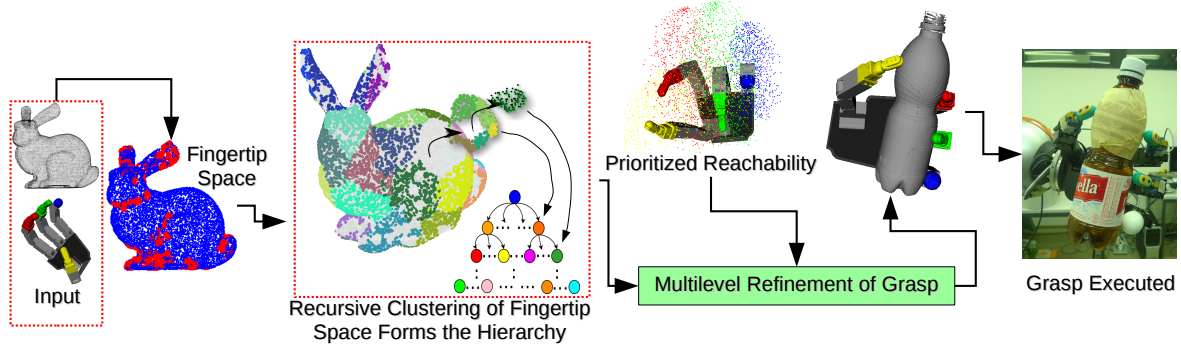 Input
Fingertip
Space
Recursive Clustering of Fingertip
Space Forms the Hierarchy
Prioritized Reachability
Multilevel Refinement of Grasp
ella
Grasp Executed